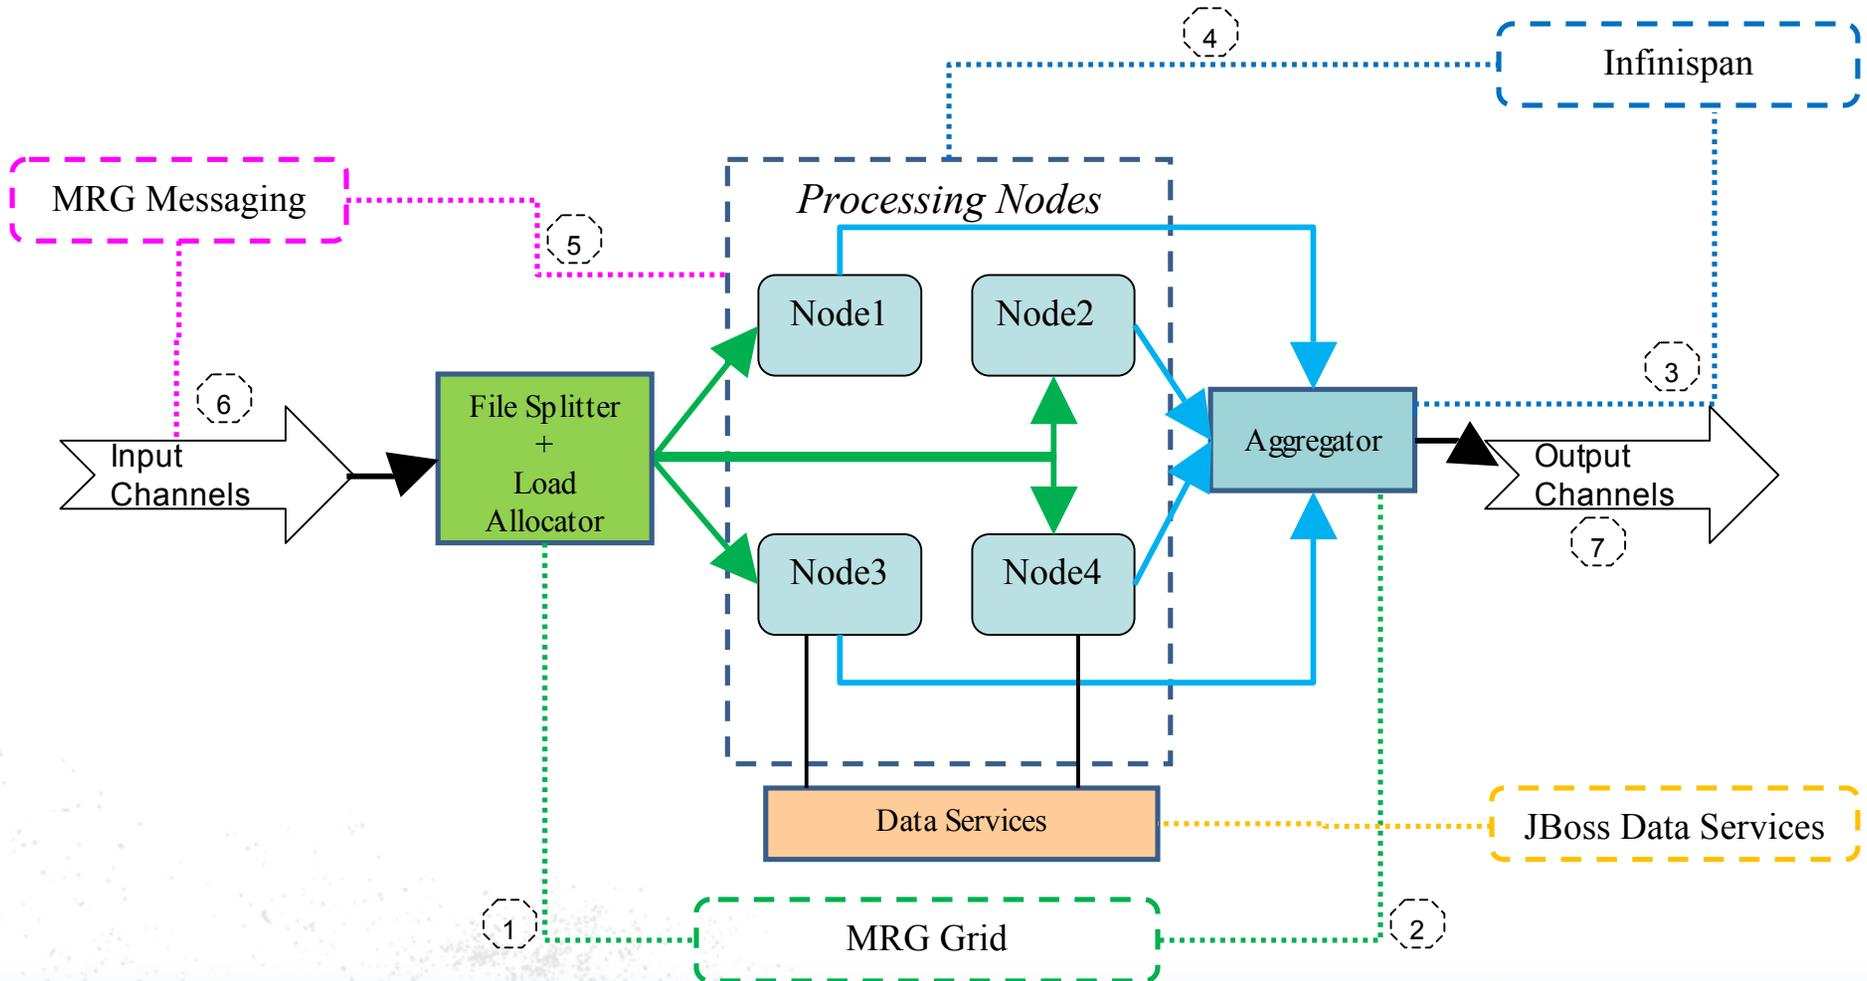 4
Infinispan
MRG Messaging
Processing Nodes
5
Node1
Node2
3
6
File Splitter
+
Load
Allocator
Aggregator
Input
Channels
Output
Channels
7
Node3
Node4
Data Services
JBoss Data Services
1
MRG Grid
2